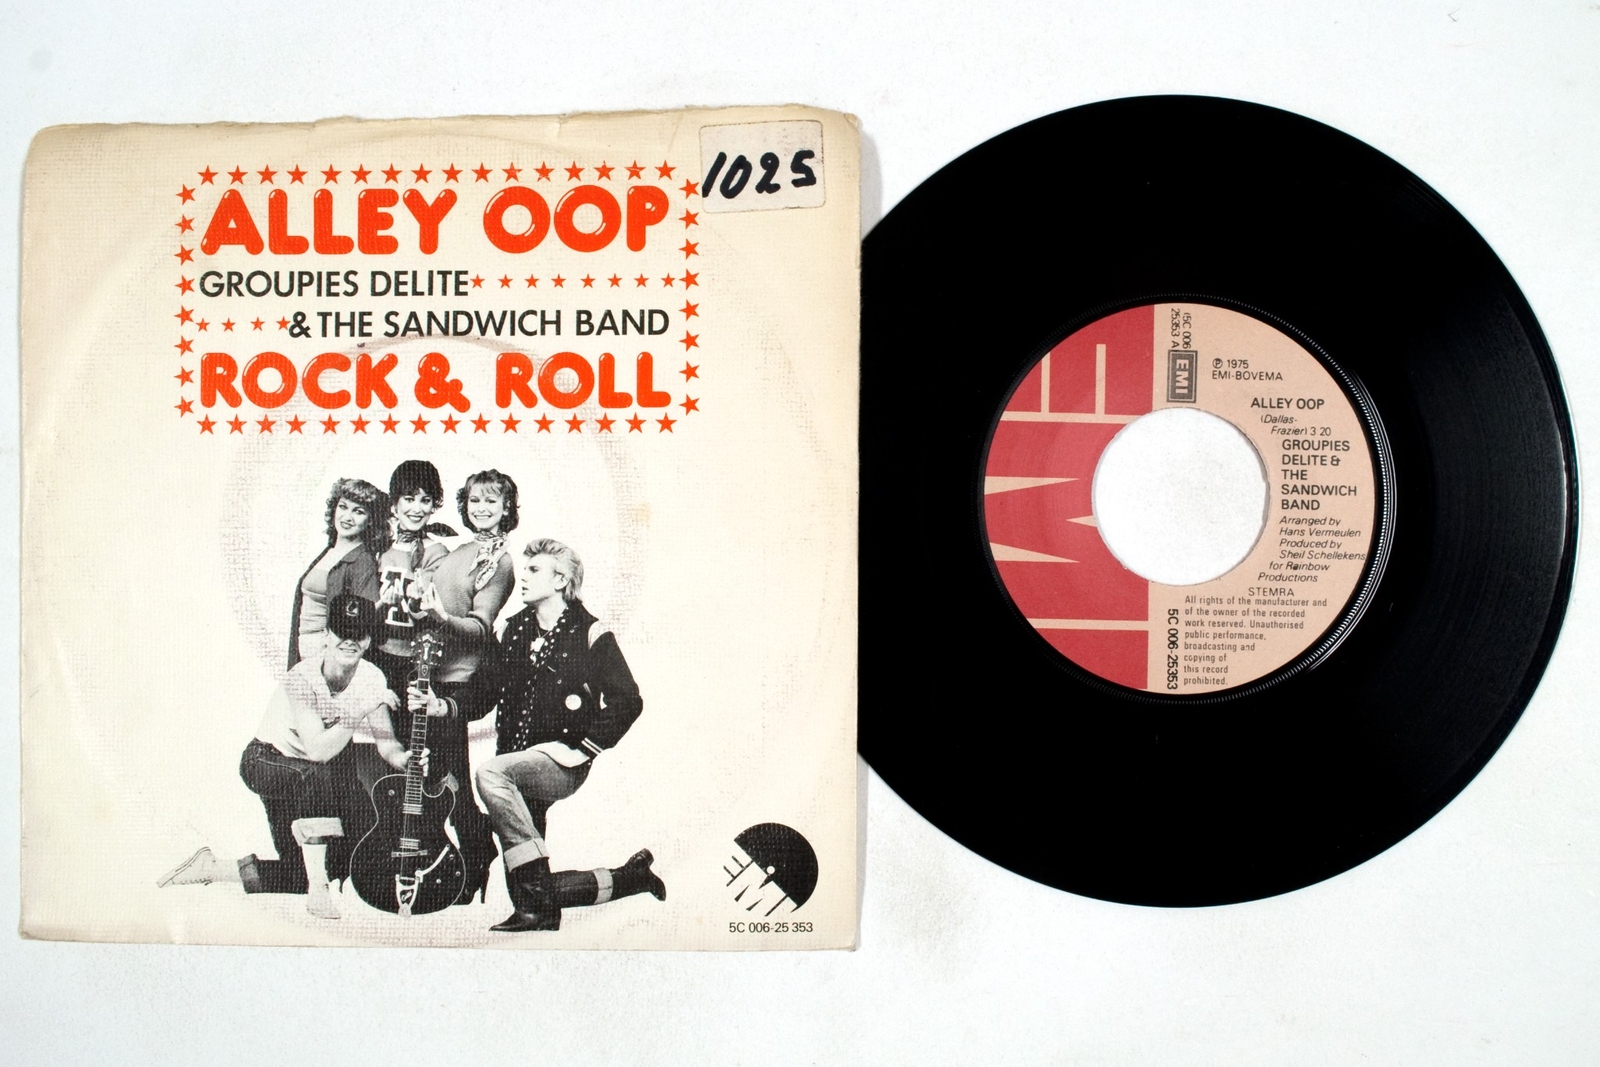 1025
ALLEY OOP
GROUPIES DELITE
& THE SANDWICH BAND
ROCK & ROLL
EMI
5C 006-25 353
EMI
(5C 006
25353 A
EMI
℗ 1975
EMI-BOVEMA
ALLEY OOP
(Dallas-
Frazier) 3 20
GROUPIES
DELITE &
THE
SANDWICH
BAND
Arranged by
Hans Vermeulen
Produced by
Sheil Schellekens
for Rainbow
Productions
STEMRA
All rights of the manufacturer and
of the owner of the recorded
work reserved. Unauthorised
public performance,
broadcasting and
copying of
this record
prohibited.
5C 006-25353